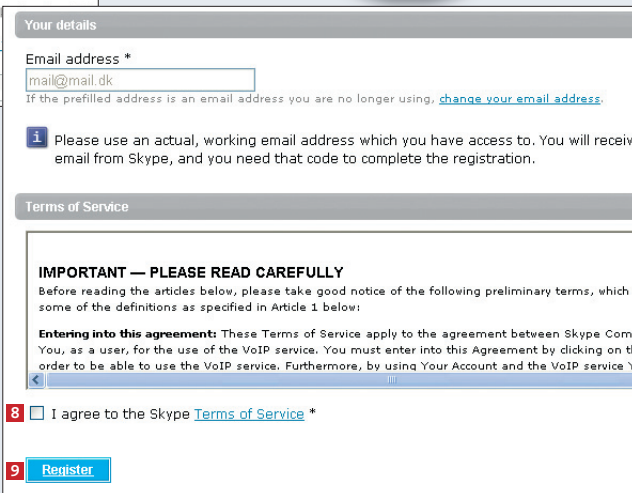 Your details
Email address *
mail@mail.dk
If the prefilled address is an email address you are no longer using, change your email address.
i Please use an actual, working email address which you have access to. You will
email from Skype, and you need that code to complete the registration.
Terms of Service
IMPORTANT — PLEASE READ CAREFULLY
Before reading the articles below, please take good notice of the following preliminary terms, which
some of the definitions as specified in Article 1 below:
Entering into this agreement: These Terms of Service apply to the agreement between Skype Com
You, as a user, for the use of the VoIP service. You must enter into this Agreement by clicking on
order to be able to use the VoIP service. Furthermore, by using Your Account and the VoIP service
8 I agree to the Skype Terms of Service *
9 Register